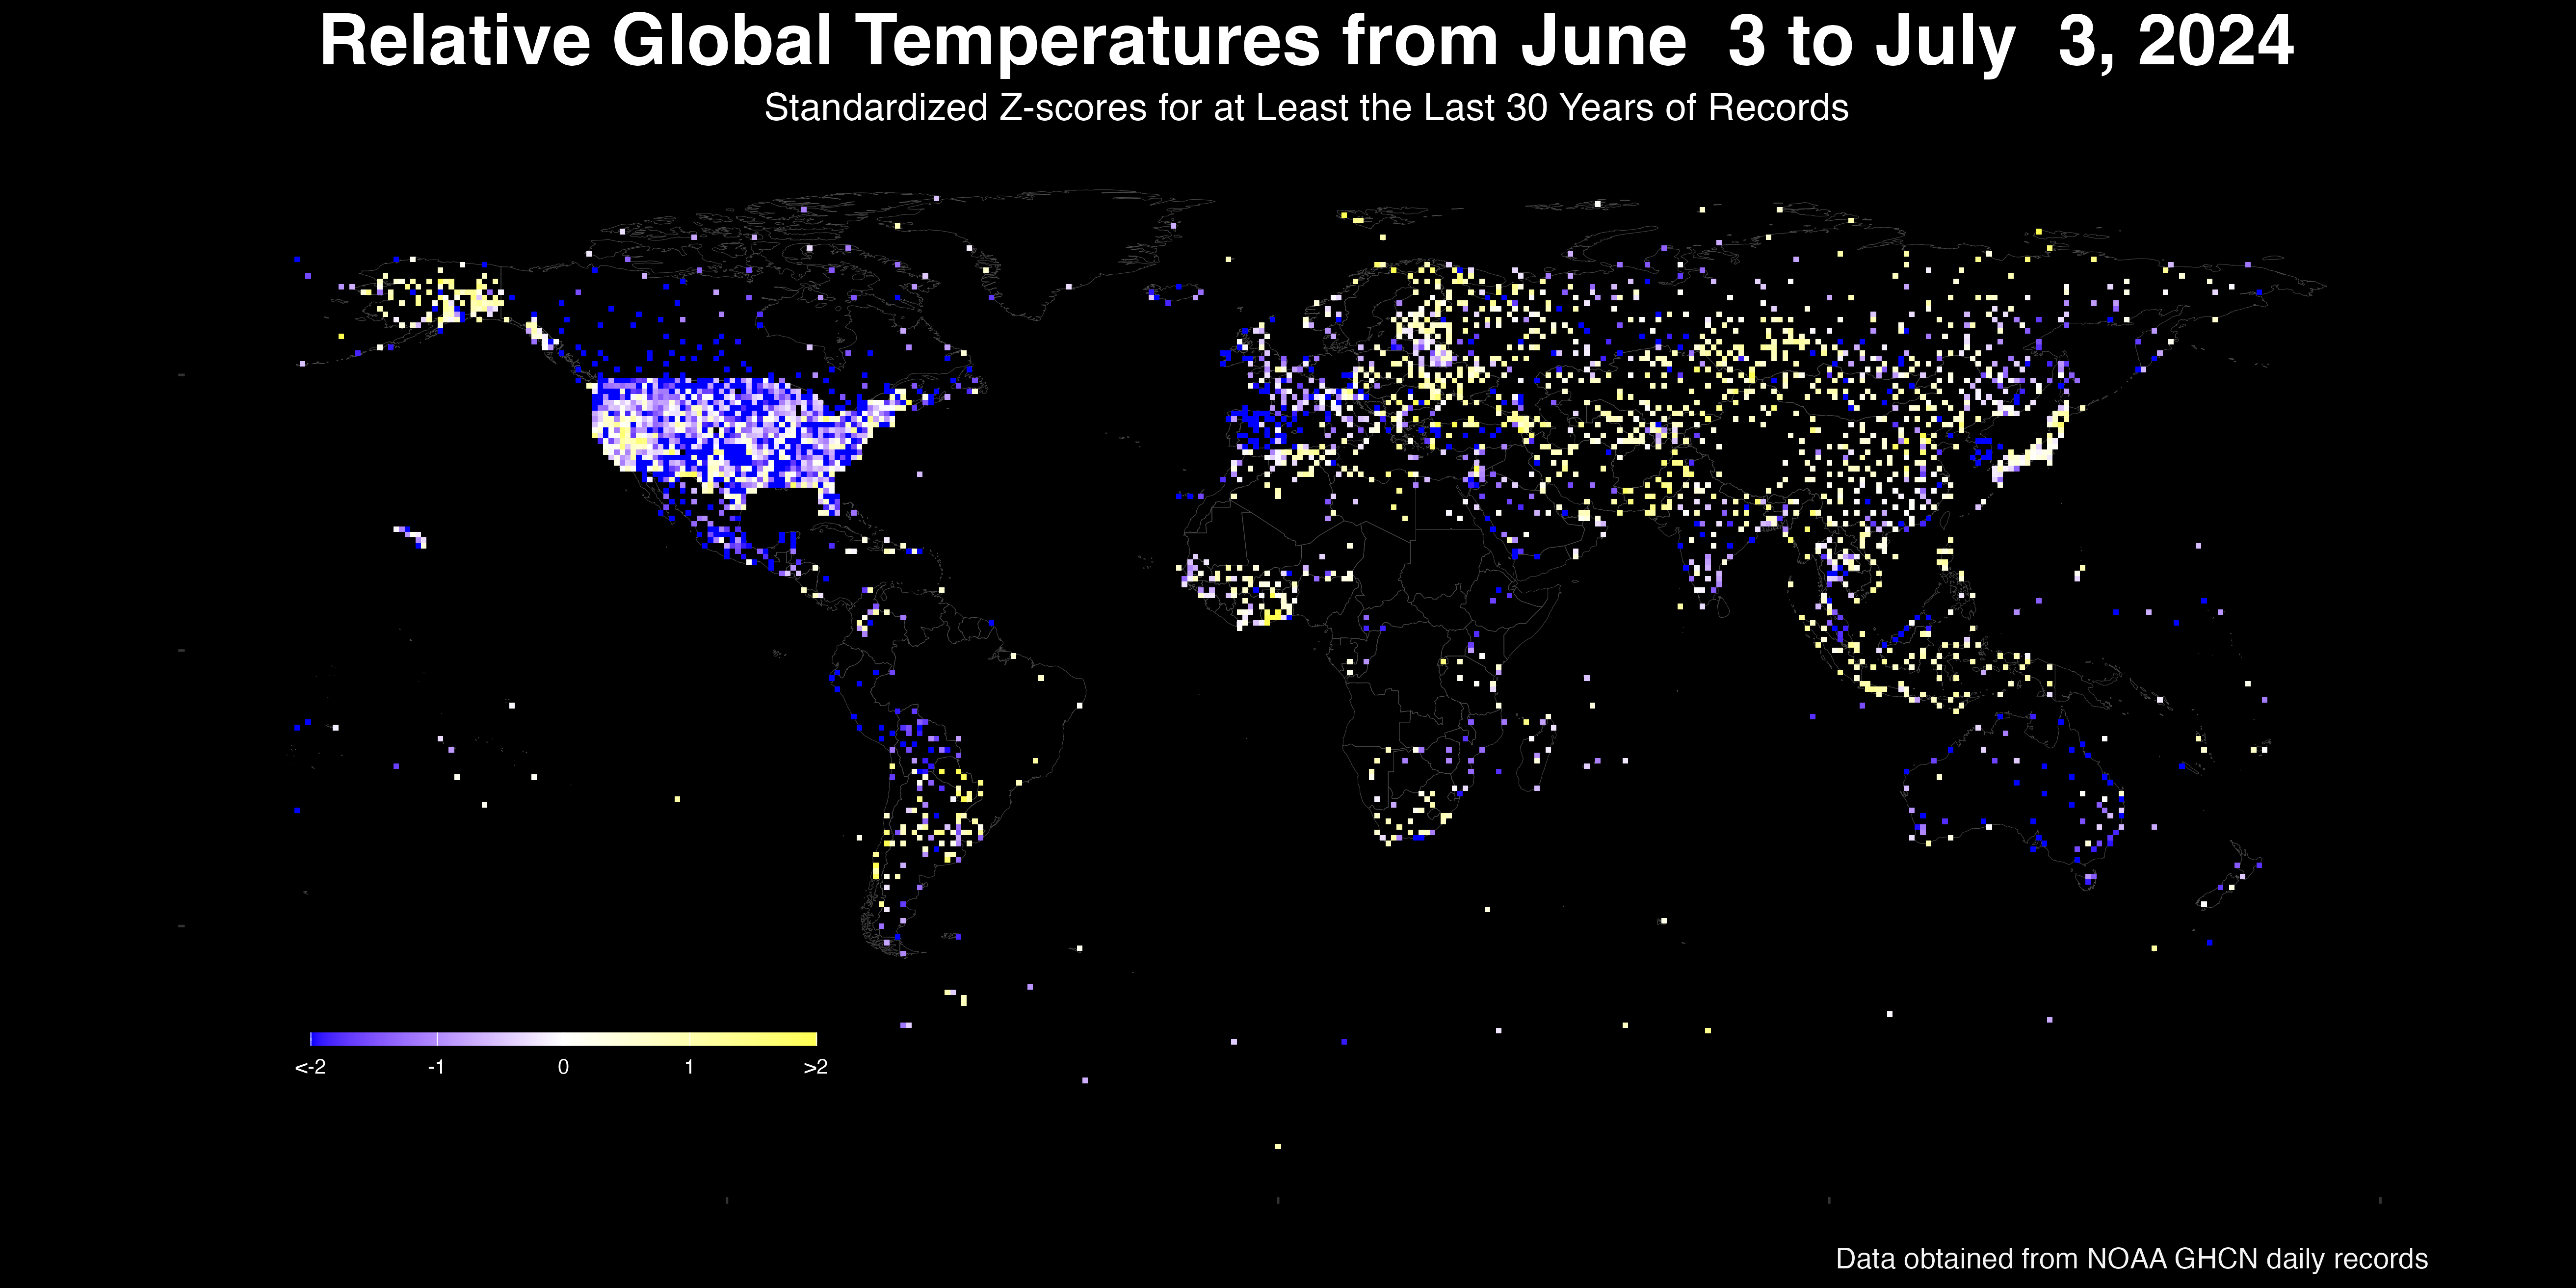 Relative Global Temperatures from June  3 to July  3, 2024
Standardized Z-scores for at Least the Last 30 Years of Records
<-2 -1 0 1 >2
Data obtained from NOAA GHCN daily records